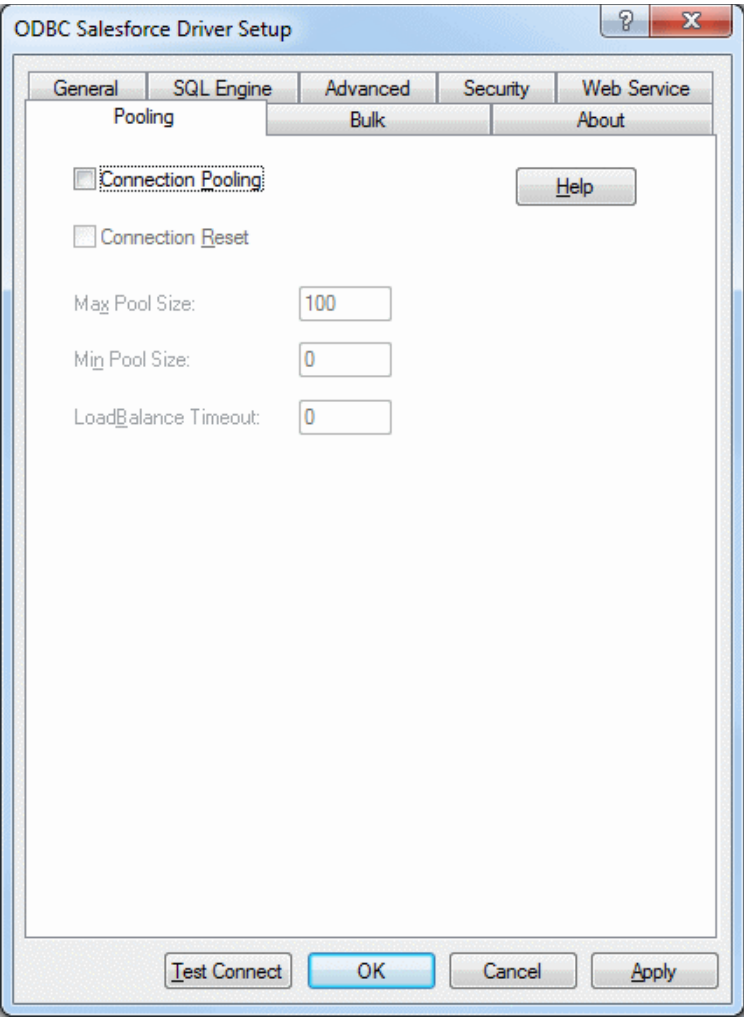 ODBC Salesforce Driver Setup
?
General SQL Engine Advanced Security Web Service
Pooling Bulk About
Connection Pooling
Help
Connection Reset
Max Pool Size: 100
Min Pool Size: 0
LoadBalance Timeout: 0
Test Connect OK Cancel Apply